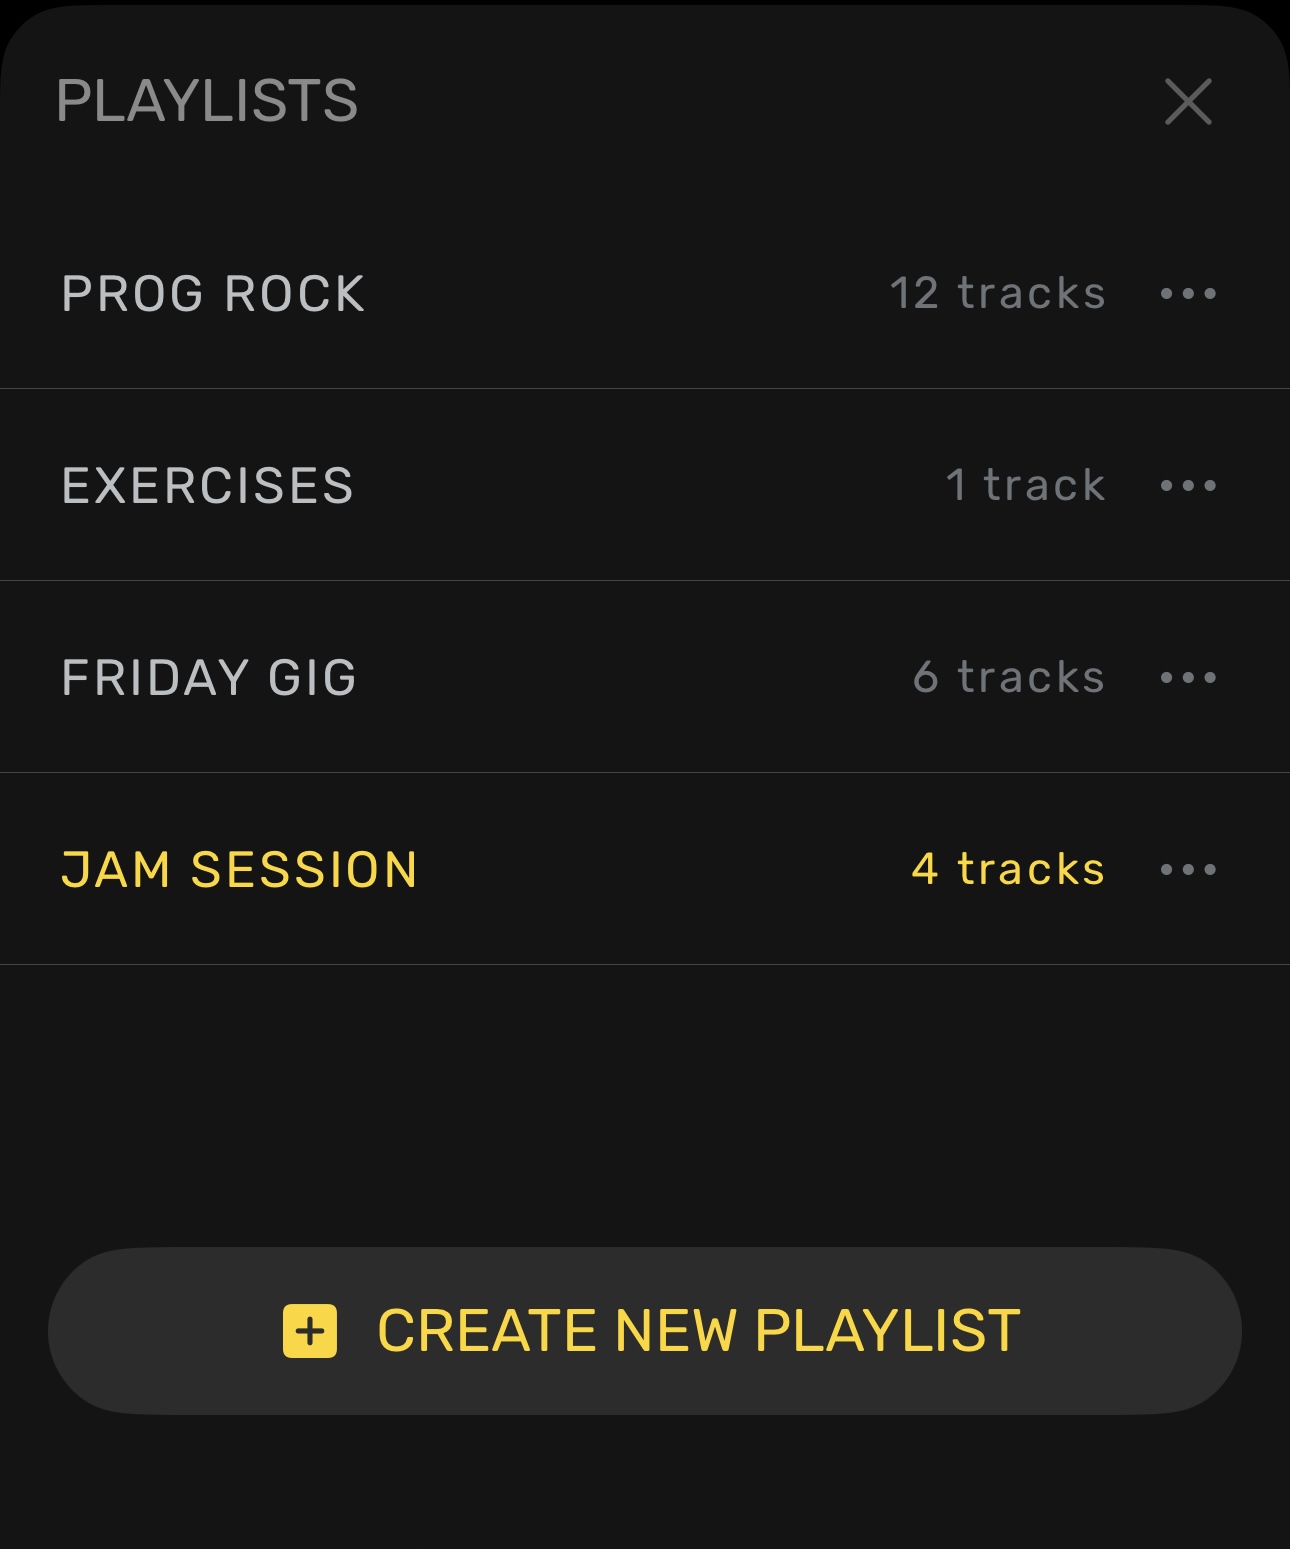 PLAYLISTS
PROG ROCK 12 tracks
EXERCISES 1 track
FRIDAY GIG 6 tracks
JAM SESSION 4 tracks
CREATE NEW PLAYLIST